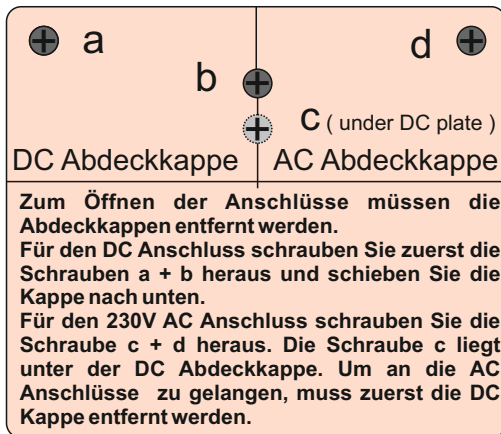 a
d
b
c ( under DC plate )
DC Abdeckkappe AC Abdeckkappe
Zum Öffnen der Anschlüsse müssen die
Abdeckkappen entfernt werden.
Für den DC Anschluss schrauben Sie zuerst die
Schrauben a + b heraus und schieben Sie die
Kappe nach unten.
Für den 230V AC Anschluss schrauben Sie die
Schraube c + d heraus. Die Schraube c liegt
unter der DC Abdeckkappe. Um an die AC
Anschlüsse zu gelangen, muss zuerst die DC
Kappe entfernt werden.